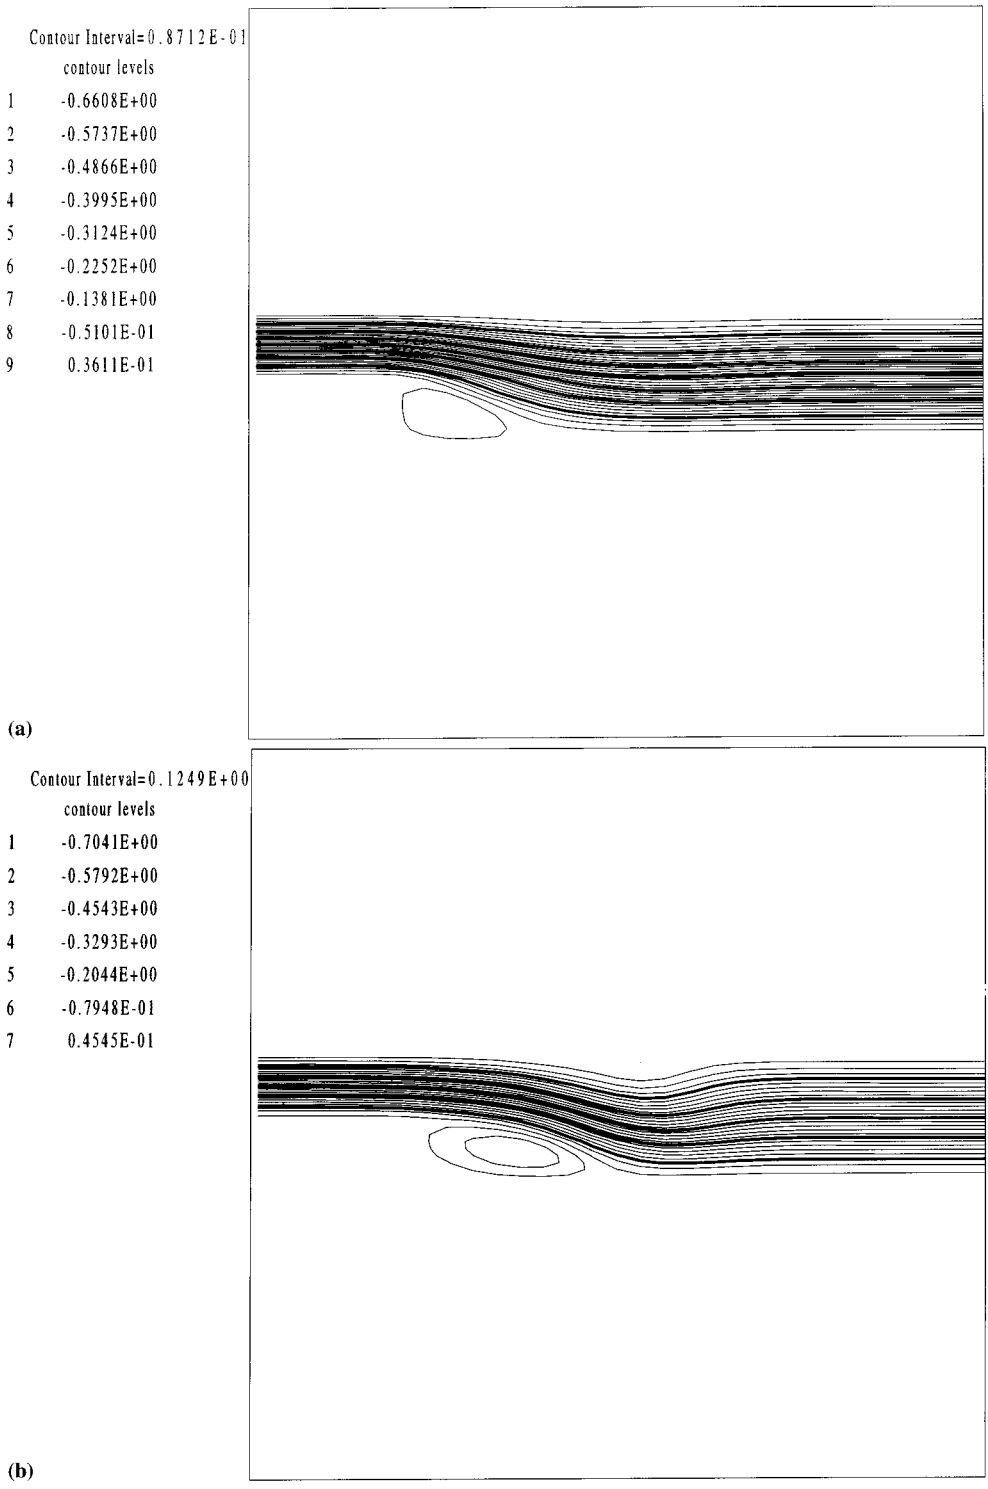 Contour Interval=0.8712E-01
contour levels
1 -0.6608E+00
2 -0.5737E+00
3 -0.4866E+00
4 -0.3995E+00
5 -0.3124E+00
6 -0.2252E+00
7 -0.1381E+00
8 -0.5101E-01
9 0.3611E-01
(a)
Contour Interval=0.1249E+00
contour levels
1 -0.7041E+00
2 -0.5792E+00
3 -0.4543E+00
4 -0.3293E+00
5 -0.2044E+00
6 -0.7948E-01
7 0.4545E-01
(b)